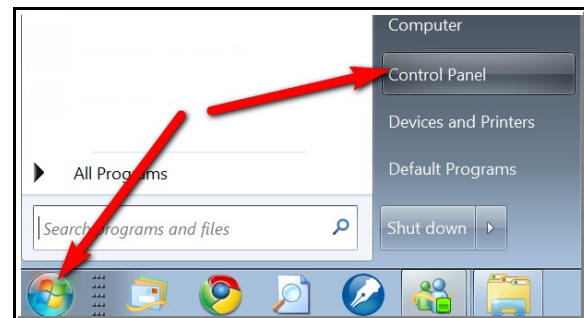 Computer
Control Panel
Devices and Printers
All Programs
Default Programs
Search programs and files
Shut down